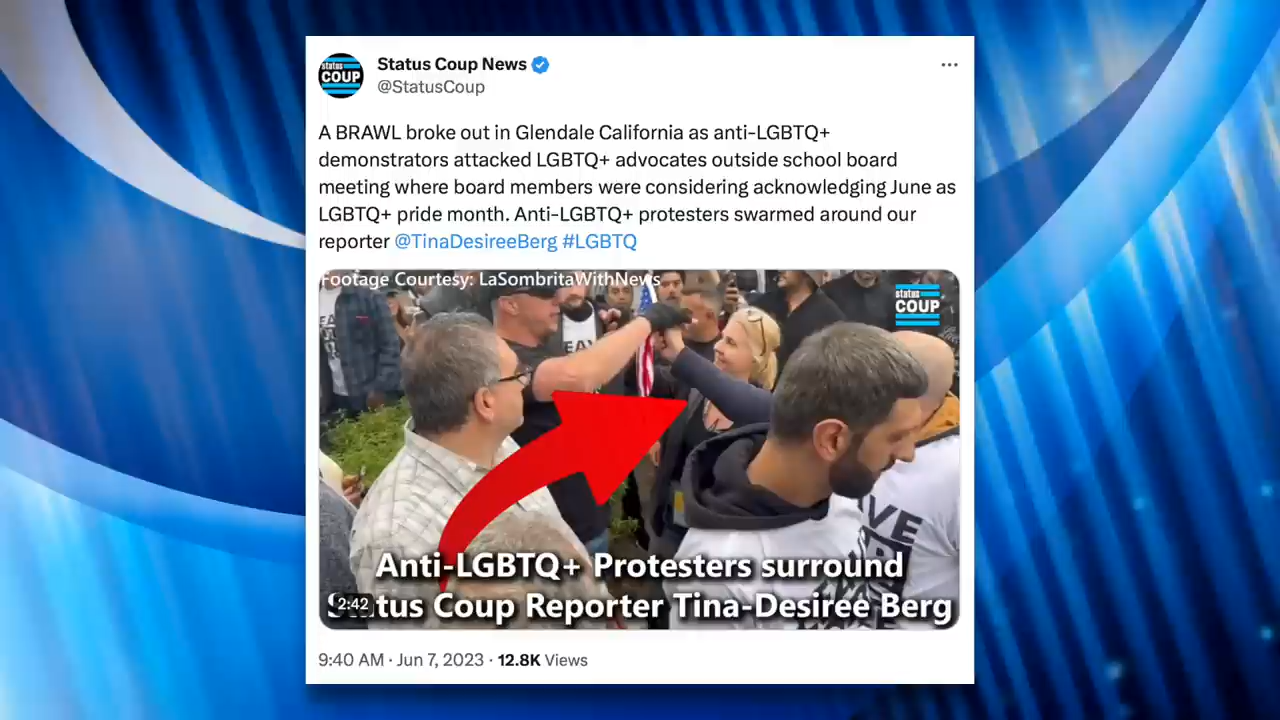 Status Coup News
@StatusCoup
A BRAWL broke out in Glendale California as anti-LGBTQ+
demonstrators attacked LGBTQ+ advocates outside school board
meeting where board members were considering acknowledging June as
LGBTQ+ pride month. Anti-LGBTQ+ protesters swarmed around our
reporter @TinaDesireeBerg #LGBTQ
Footage Courtesy: LaSombritaWithNews
status
COUP
status
COUP
Anti-LGBTQ+ Protesters surround
2:42
tus Coup Reporter Tina-Desiree Berg
9:40 AM · Jun 7, 2023 · 12.8K Views